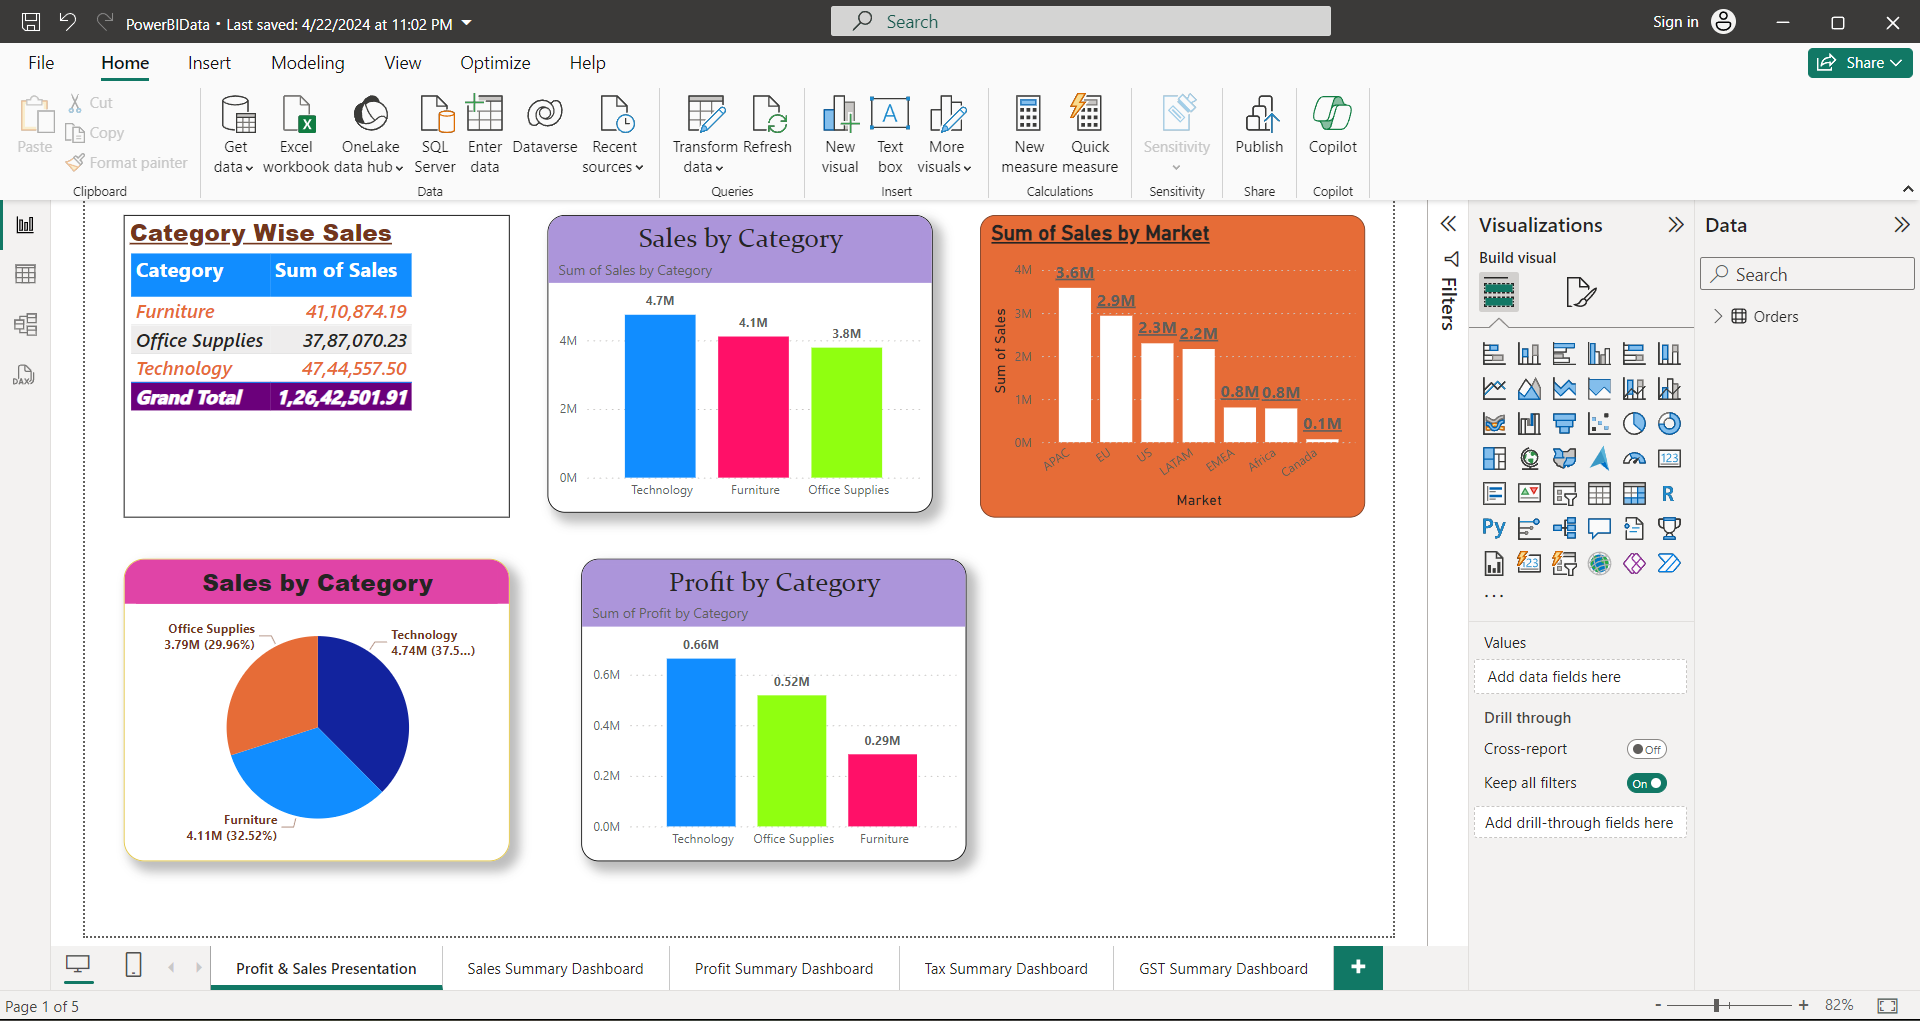 PowerBIData • Last saved: 4/22/2024 at 11:02 PM
Search
Sign in
File
Home
Insert
Modeling
View
Optimize
Help
Share
Paste
Cut
Copy
Format painter
Clipboard
Get data
Excel workbook
OneLake data hub
SQL Server
Enter data
Dataverse
Recent sources
Data
Transform data
Refresh
Queries
New visual
Text box
More visuals
Insert
New measure
Quick measure
Calculations
Sensitivity
Sensitivity
Publish
Share
Copilot
Copilot
Category Wise Sales
Category Sum of Sales
Furniture 41,10,874.19
Office Supplies 37,87,070.23
Technology 47,44,557.50
Grand Total 1,26,42,501.91
Sales by Category
Sum of Sales by Category
4.7M
4.1M
3.8M
4M
2M
0M
Technology
Furniture
Office Supplies
Sum of Sales by Market
Sum of Sales
4M
3M
2M
1M
0M
3.6M
2.9M
2.3M
2.2M
0.8M
0.8M
0.1M
APAC
EU
US
LATAM
EMEA
Africa
Canada
Market
Sales by Category
Office Supplies
3.79M (29.96%)
Technology
4.74M (37.5...)
Furniture
4.11M (32.52%)
Profit by Category
Sum of Profit by Category
0.66M
0.52M
0.29M
0.6M
0.4M
0.2M
0.0M
Technology
Office Supplies
Furniture
Filters
Visualizations
Build visual
123
R
Py
123
...
Values
Add data fields here
Drill through
Cross-report
Off
Keep all filters
On
Add drill-through fields here
Data
Search
Orders
DAX
Profit & Sales Presentation
Sales Summary Dashboard
Profit Summary Dashboard
Tax Summary Dashboard
GST Summary Dashboard
+
Page 1 of 5
- + 82%